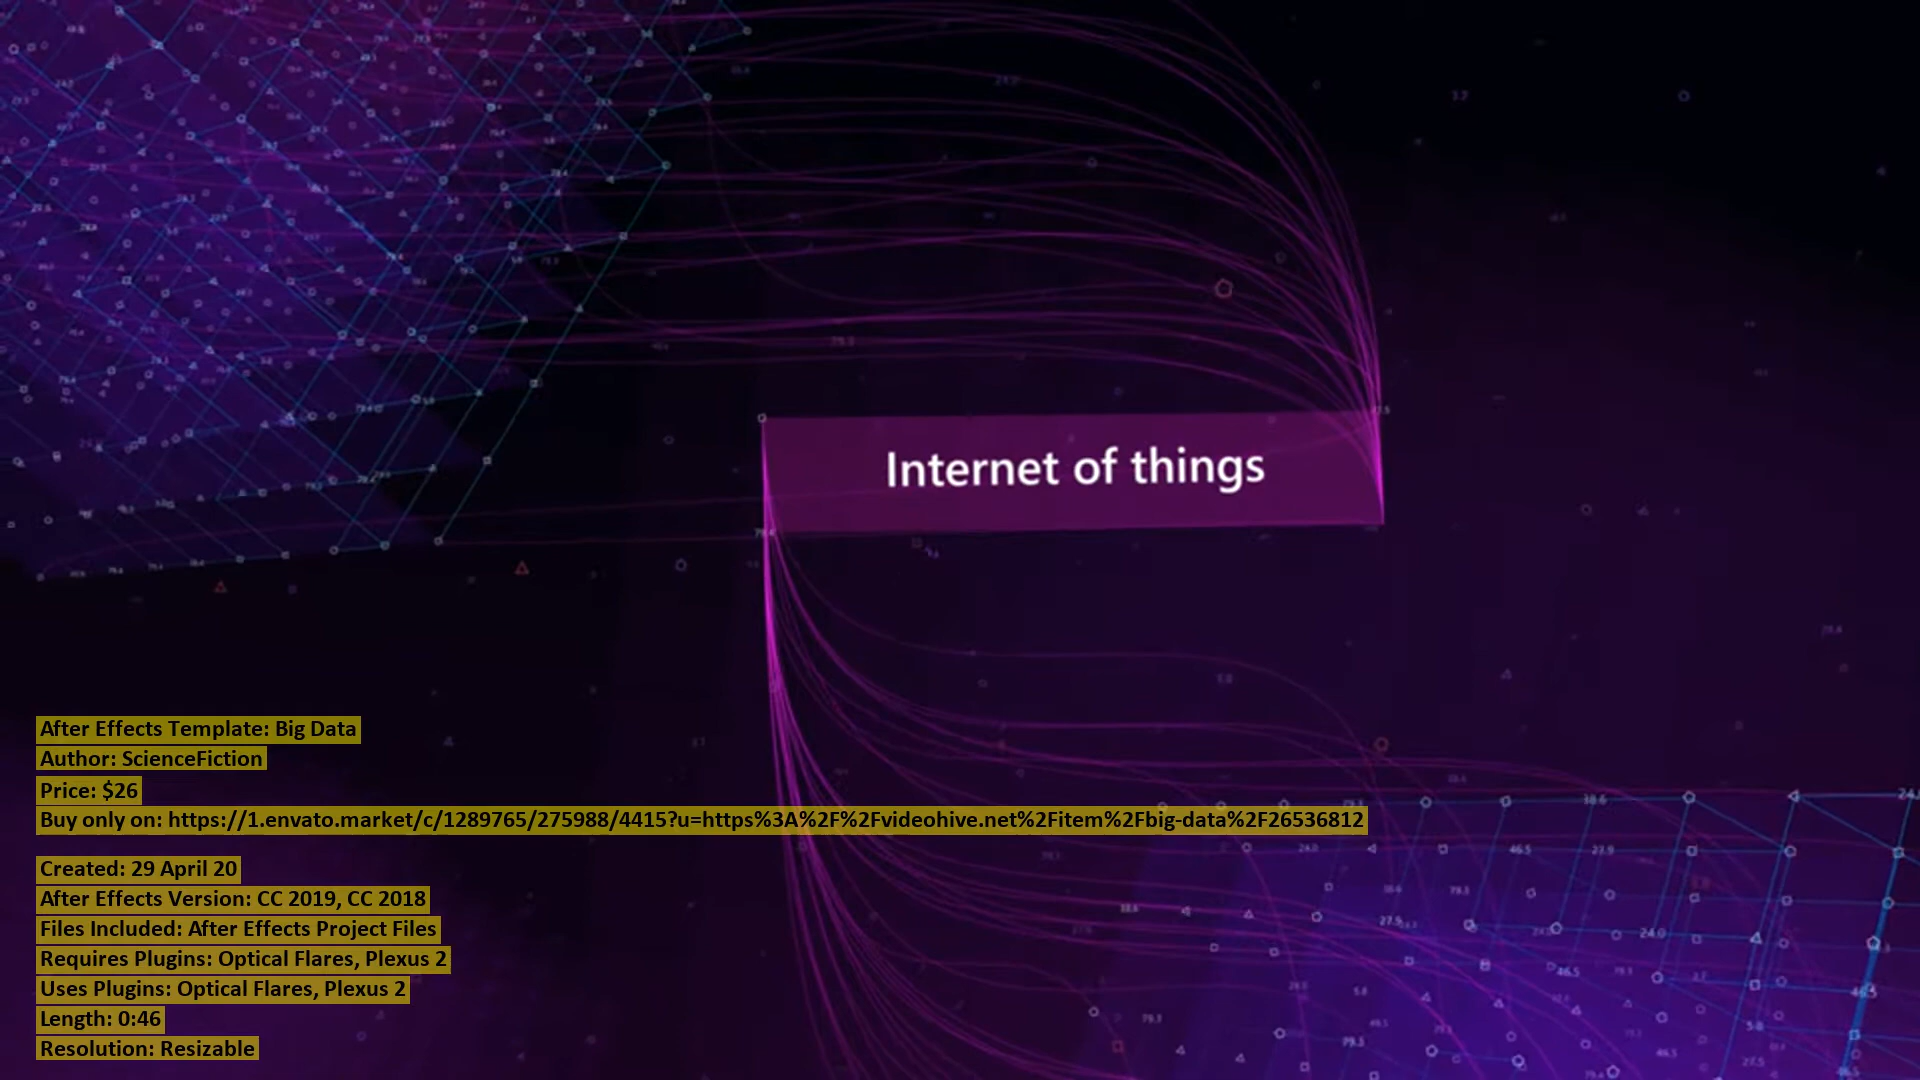 Internet of things
After Effects Template: Big Data
Author: ScienceFiction
Price: $26
Buy only on: https://1.envato.market/c/1289765/275988/4415?u=https%3A%2F%2Fvideohive.net%2Fitem%2Fbig-data%2F26536812
Created: 29 April 20
After Effects Version: CC 2019, CC 2018
Files Included: After Effects Project Files
Requires Plugins: Optical Flares, Plexus 2
Uses Plugins: Optical Flares, Plexus 2
Length: 0:46
Resolution: Resizable